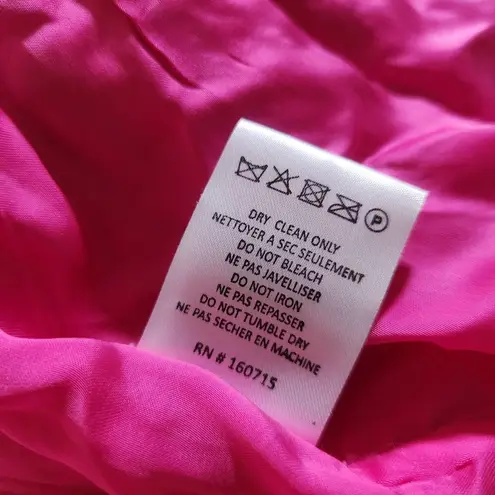 P
DRY CLEAN ONLY
NETTOYER A SEC SEULEMENT
DO NOT BLEACH
NE PAS JAVELLISER
DO NOT IRON
NE PAS REPASSER
DO NOT TUMBLE DRY
NE PAS SECHER EN MACHINE
RN # 160715